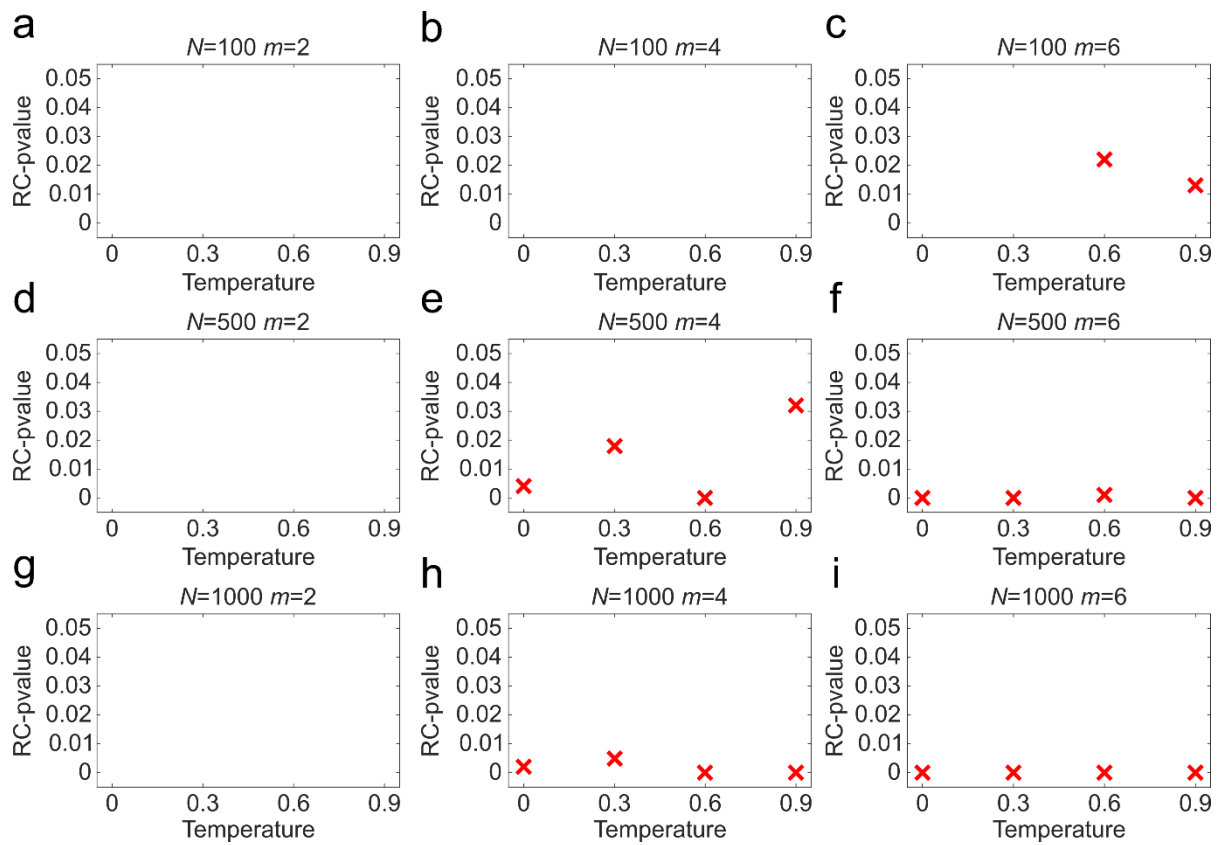 a
N=100 m=2
RC-pvalue
0.05
0.04
0.03
0.02
0.01
0
0 0.3 0.6 0.9
Temperature
b
N=100 m=4
RC-pvalue
0.05
0.04
0.03
0.02
0.01
0
0 0.3 0.6 0.9
Temperature
c
N=100 m=6
RC-pvalue
0.05
0.04
0.03
0.02
0.01
0
0 0.3 0.6 0.9
Temperature
d
N=500 m=2
RC-pvalue
0.05
0.04
0.03
0.02
0.01
0
0 0.3 0.6 0.9
Temperature
e
N=500 m=4
RC-pvalue
0.05
0.04
0.03
0.02
0.01
0
0 0.3 0.6 0.9
Temperature
f
N=500 m=6
RC-pvalue
0.05
0.04
0.03
0.02
0.01
0
0 0.3 0.6 0.9
Temperature
g
N=1000 m=2
RC-pvalue
0.05
0.04
0.03
0.02
0.01
0
0 0.3 0.6 0.9
Temperature
h
N=1000 m=4
RC-pvalue
0.05
0.04
0.03
0.02
0.01
0
0 0.3 0.6 0.9
Temperature
i
N=1000 m=6
RC-pvalue
0.05
0.04
0.03
0.02
0.01
0
0 0.3 0.6 0.9
Temperature